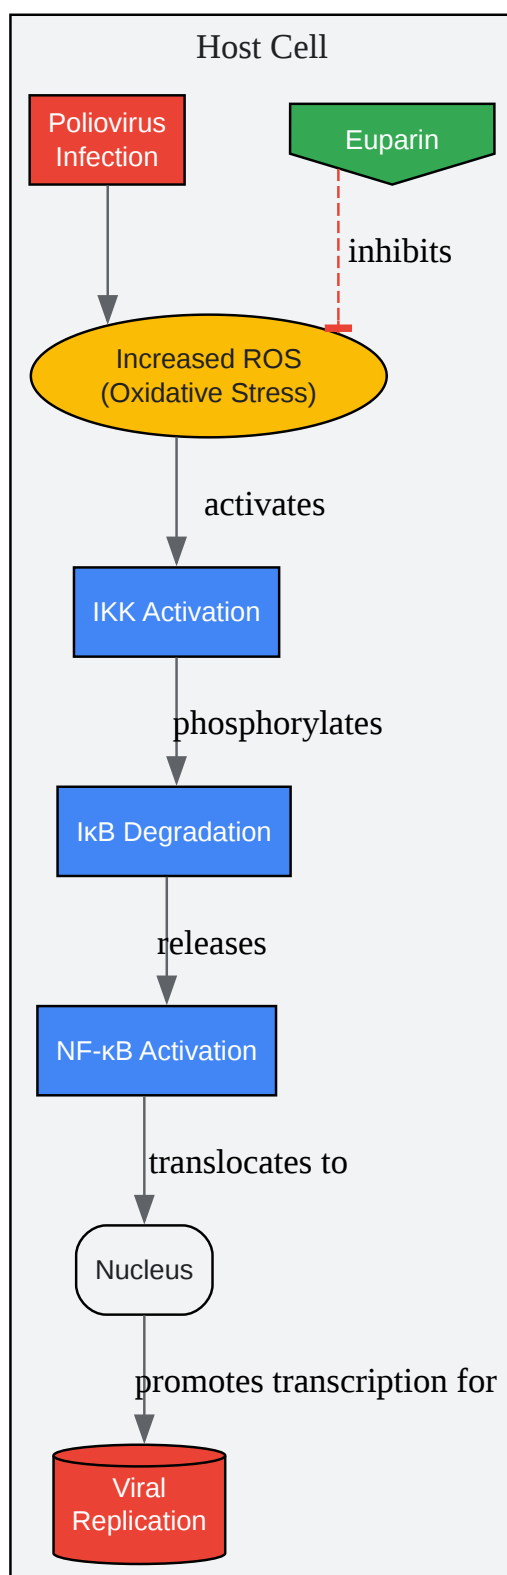 Host Cell
Poliovirus
Infection
Euparin
inhibits
Increased ROS
(Oxidative Stress)
activates
IKK Activation
phosphorylates
IκB Degradation
releases
NF-κB Activation
translocates to
Nucleus
promotes transcription for
Viral
Replication